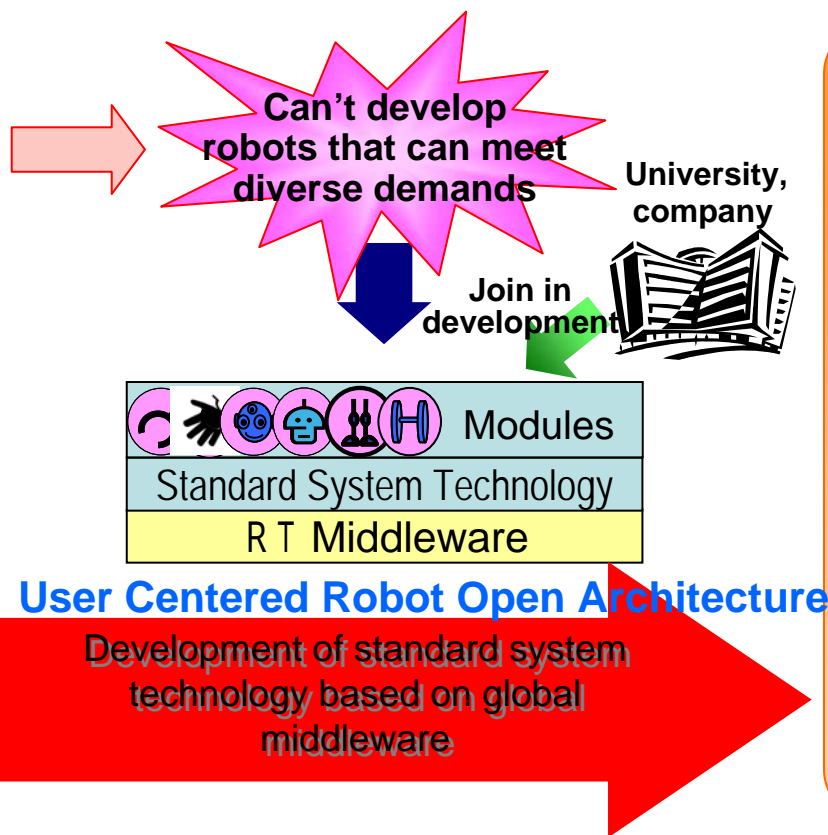 Can't develop
robots that can meet
diverse demands
University,
company
Join in
development
Modules
Standard System Technology
R T Middleware
User Centered Robot Open Architecture
Development of standard system
technology based on global
middleware